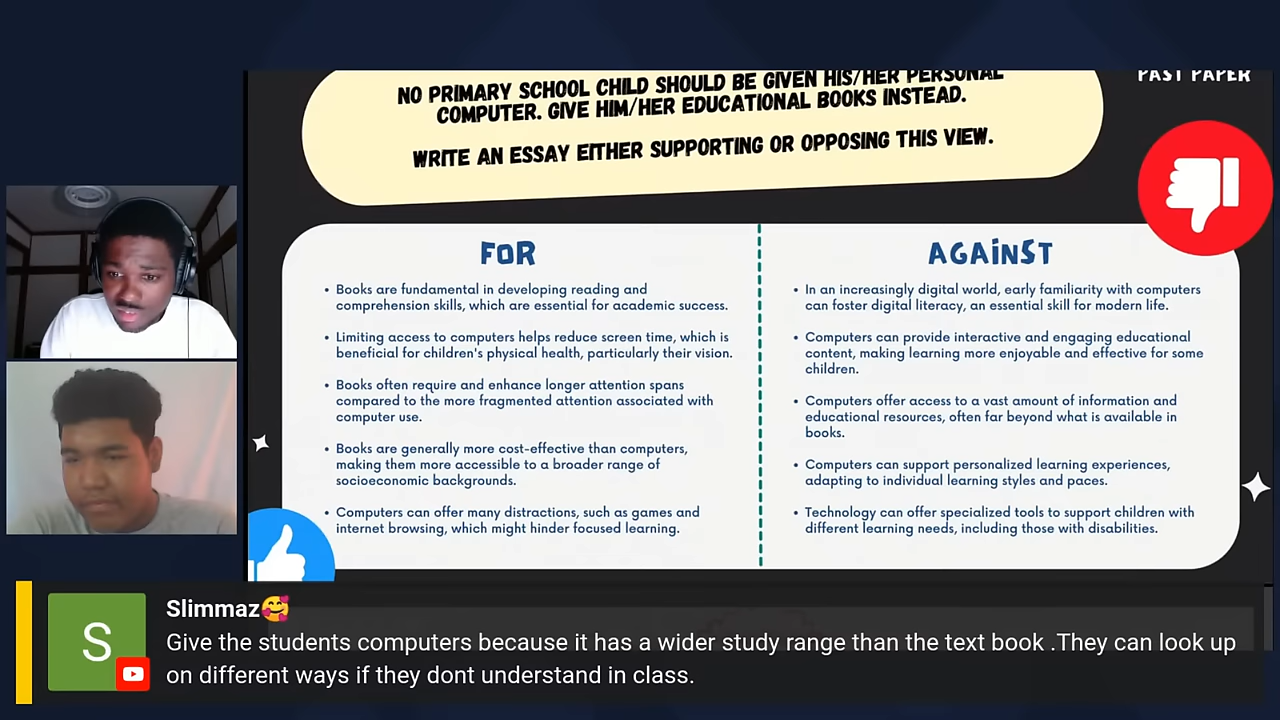 NO PRIMARY SCHOOL CHILD SHOULD BE GIVEN HIS/HER PERSONAL
COMPUTER. GIVE HIM/HER EDUCATIONAL BOOKS INSTEAD.
WRITE AN ESSAY EITHER SUPPORTING OR OPPOSING THIS VIEW.
PAST PAPER
FOR
• Books are fundamental in developing reading and
comprehension skills, which are essential for academic success.
• Limiting access to computers helps reduce screen time, which is
beneficial for children's physical health, particularly their vision.
• Books often require and enhance longer attention spans
compared to the more fragmented attention associated with
computer use.
• Books are generally more cost-effective than computers,
making them more accessible to a broader range of
socioeconomic backgrounds.
• Computers can offer many distractions, such as games and
internet browsing, which might hinder focused learning.
AGAINST
• In an increasingly digital world, early familiarity with computers
can foster digital literacy, an essential skill for modern life.
• Computers can provide interactive and engaging educational
content, making learning more enjoyable and effective for some
children.
• Computers offer access to a vast amount of information and
educational resources, often far beyond what is available in
books.
• Computers can support personalized learning experiences,
adapting to individual learning styles and paces.
• Technology can offer specialized tools to support children with
different learning needs, including those with disabilities.
S
Slimmaz🥰
Give the students computers because it has a wider study range than the text book .They can look up
on different ways if they dont understand in class.